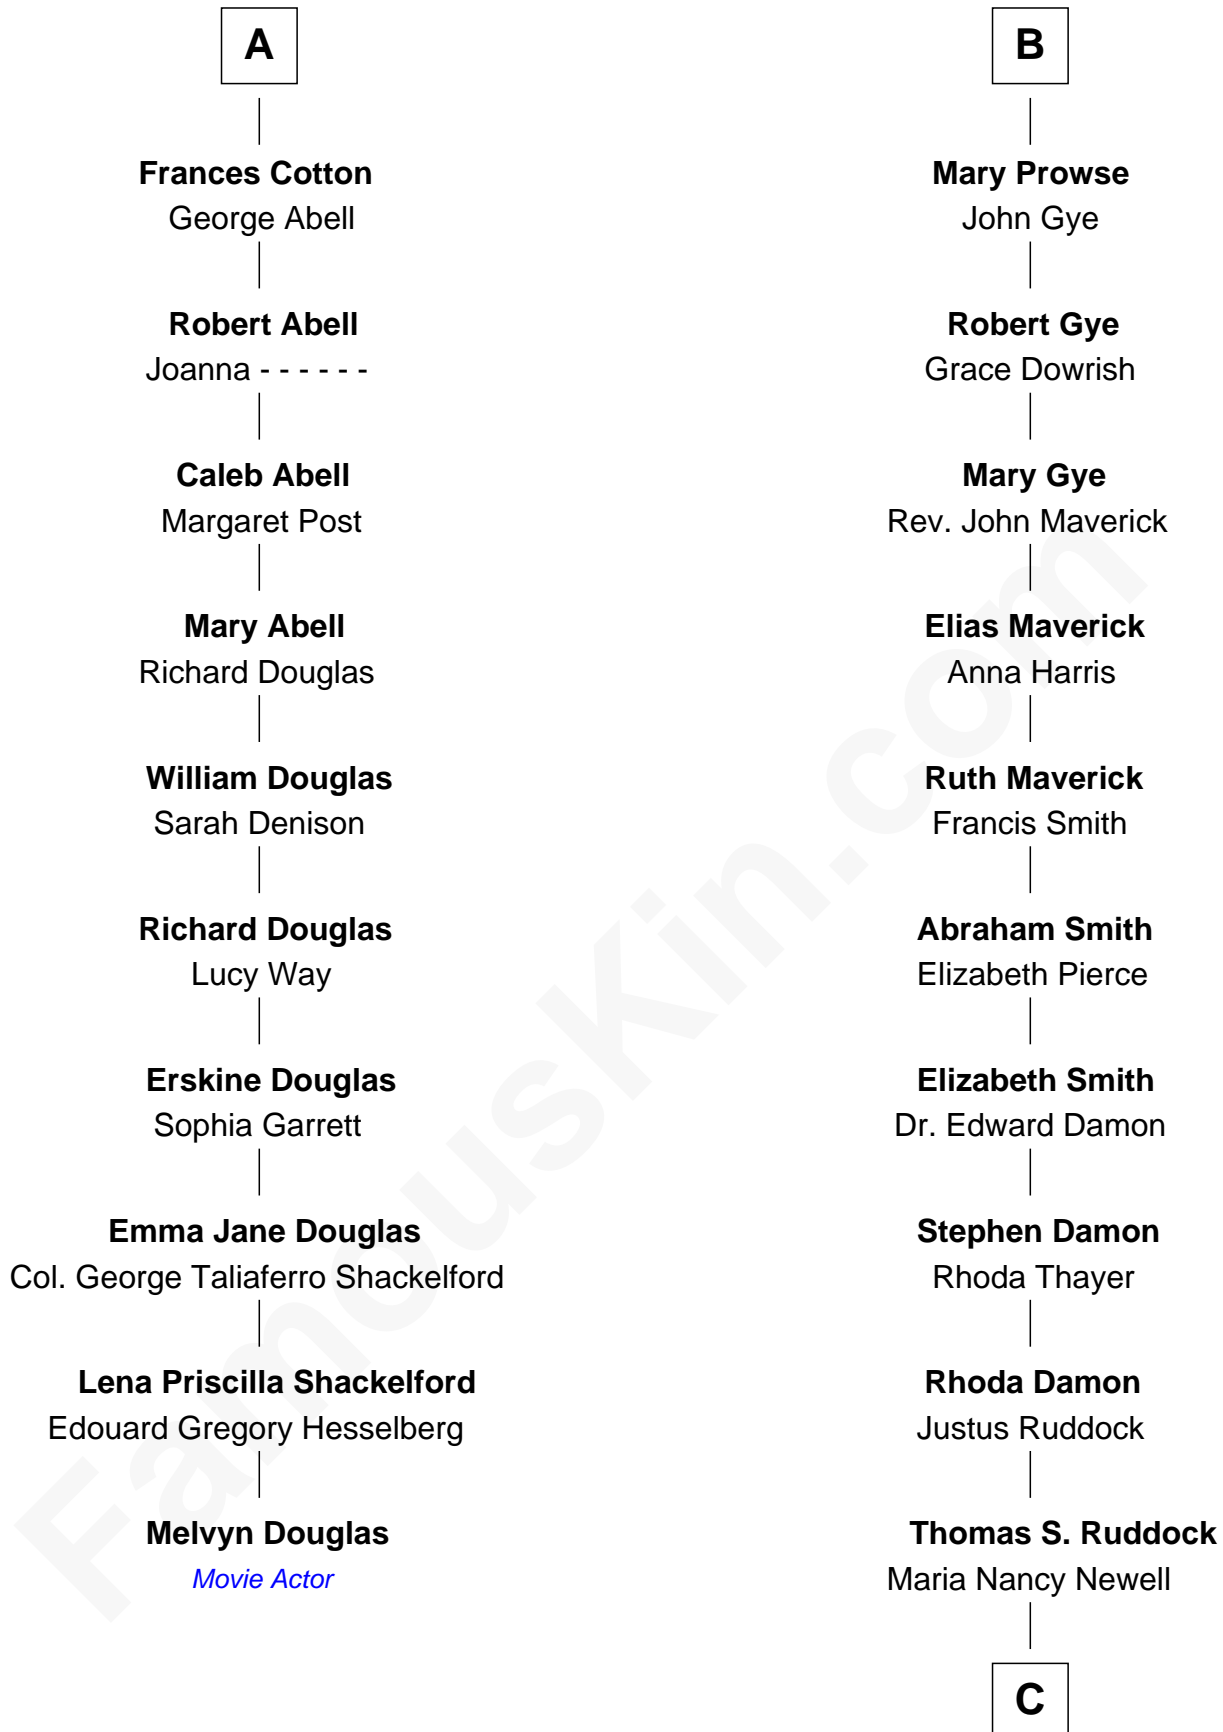 A
Frances Cotton
George Abell
Robert Abell
Joanna - - - - - -
Caleb Abell
Margaret Post
Mary Abell
Richard Douglas
William Douglas
Sarah Denison
Richard Douglas
Lucy Way
Erskine Douglas
Sophia Garrett
Emma Jane Douglas
Col. George Taliaferro Shackelford
Lena Priscilla Shackelford
Edouard Gregory Hesselberg
Melvyn Douglas
Movie Actor
B
Mary Prowse
John Gye
Robert Gye
Grace Dowrish
Mary Gye
Rev. John Maverick
Elias Maverick
Anna Harris
Ruth Maverick
Francis Smith
Abraham Smith
Elizabeth Pierce
Elizabeth Smith
Dr. Edward Damon
Stephen Damon
Rhoda Thayer
Rhoda Damon
Justus Ruddock
Thomas S. Ruddock
Maria Nancy Newell
C
FamousKin.com